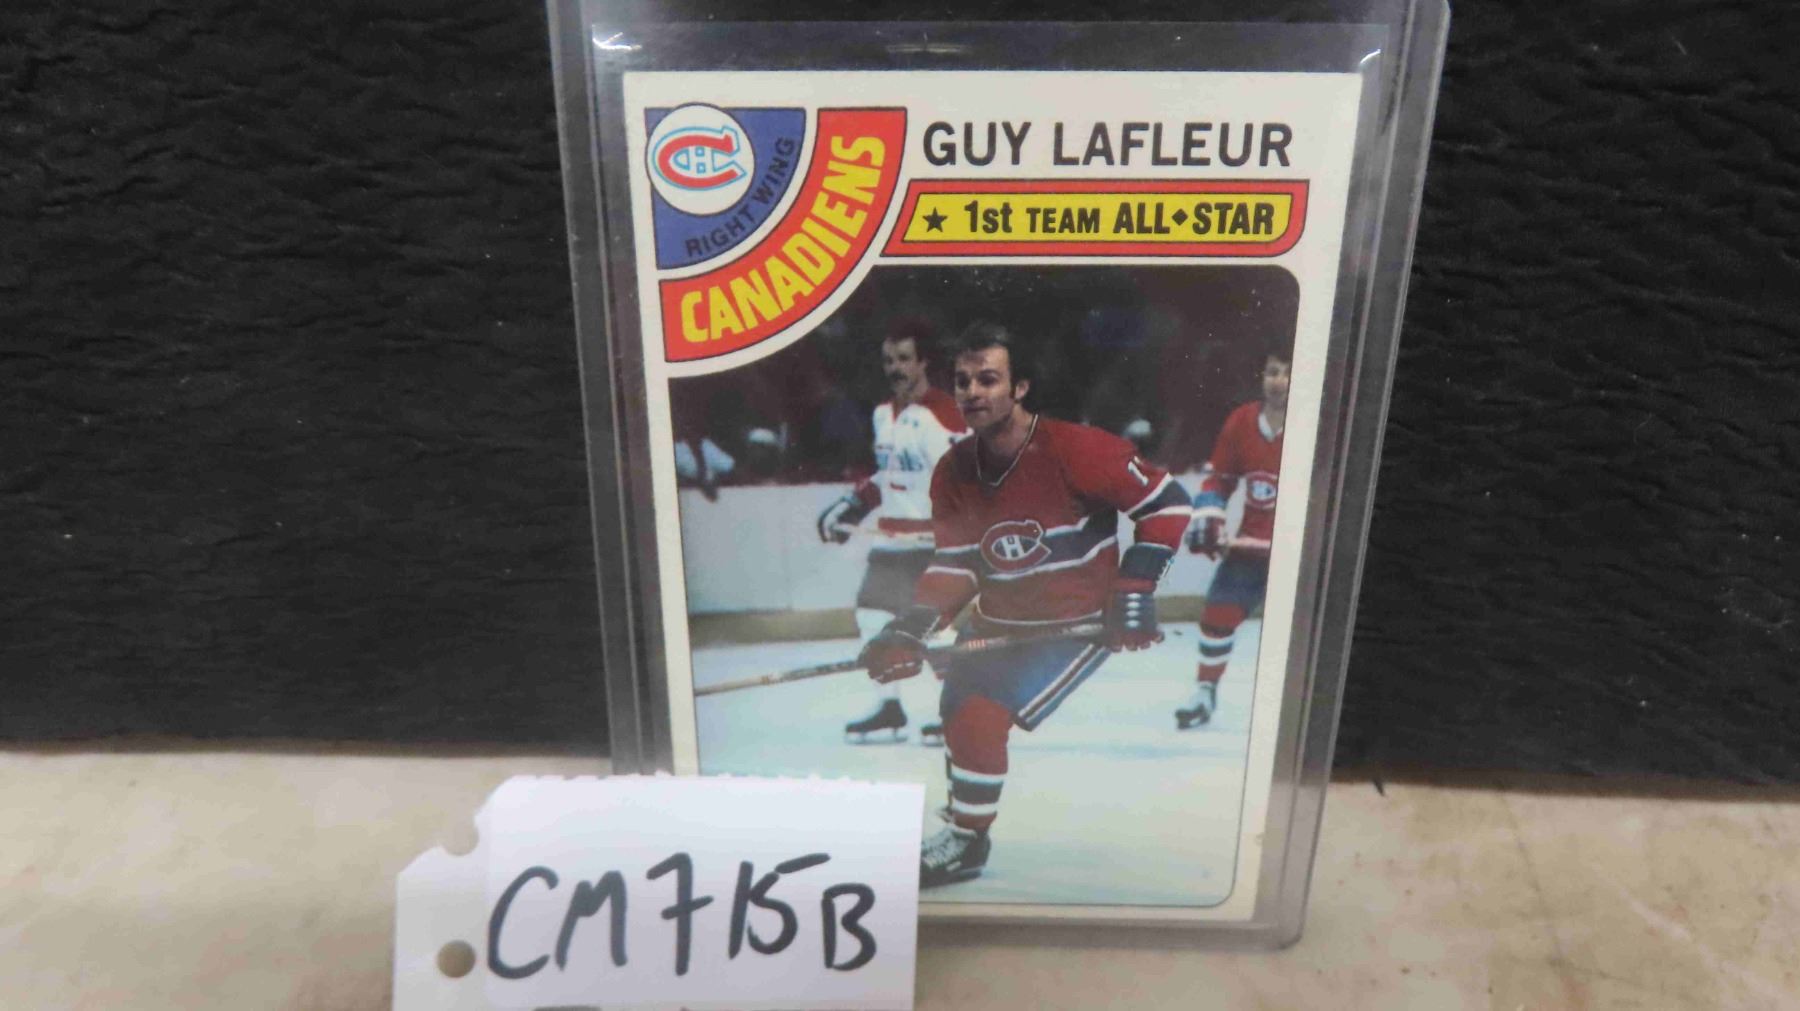 RIGHT WING
CANADIENS
GUY LAFLEUR
★ 1st TEAM ALL◆STAR
CM715B